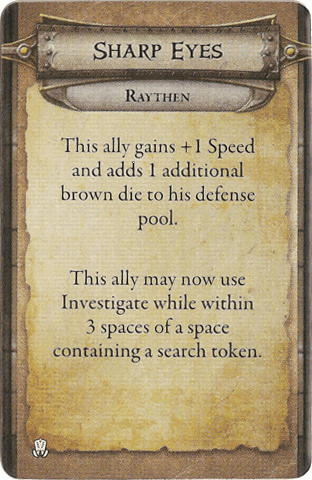 Sharp Eyes
Raythen
This ally gains +1 Speed
and adds 1 additional
brown die to his defense
pool.
This ally may now use
Investigate while within
3 spaces of a space
containing a search token.